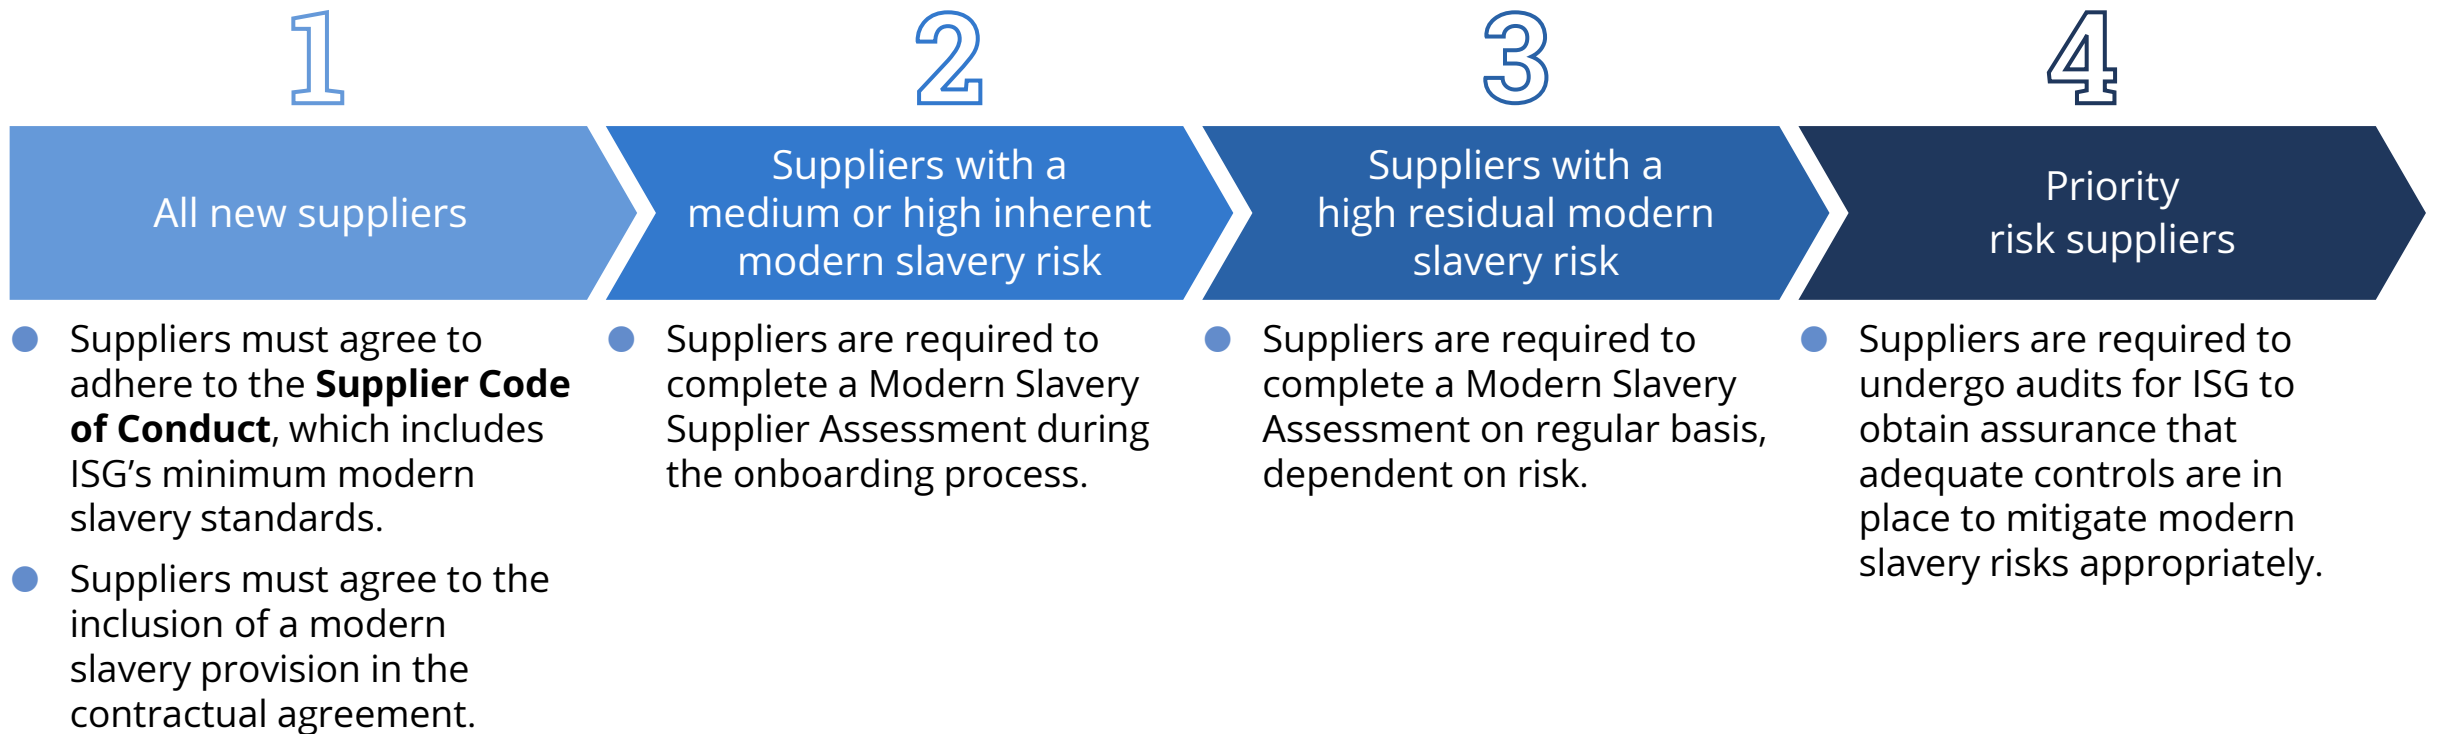 1
All new suppliers
Suppliers must agree to
adhere to the Supplier Code
of Conduct, which includes
ISG’s minimum modern
slavery standards.
Suppliers must agree to the
inclusion of a modern
slavery provision in the
contractual agreement.
2
Suppliers with a
medium or high inherent
modern slavery risk
Suppliers are required to
complete a Modern Slavery
Supplier Assessment during
the onboarding process.
3
Suppliers with a
high residual modern
slavery risk
Suppliers are required to
complete a Modern Slavery
Assessment on regular basis,
dependent on risk.
4
Priority
risk suppliers
Suppliers are required to
undergo audits for ISG to
obtain assurance that
adequate controls are in
place to mitigate modern
slavery risks appropriately.